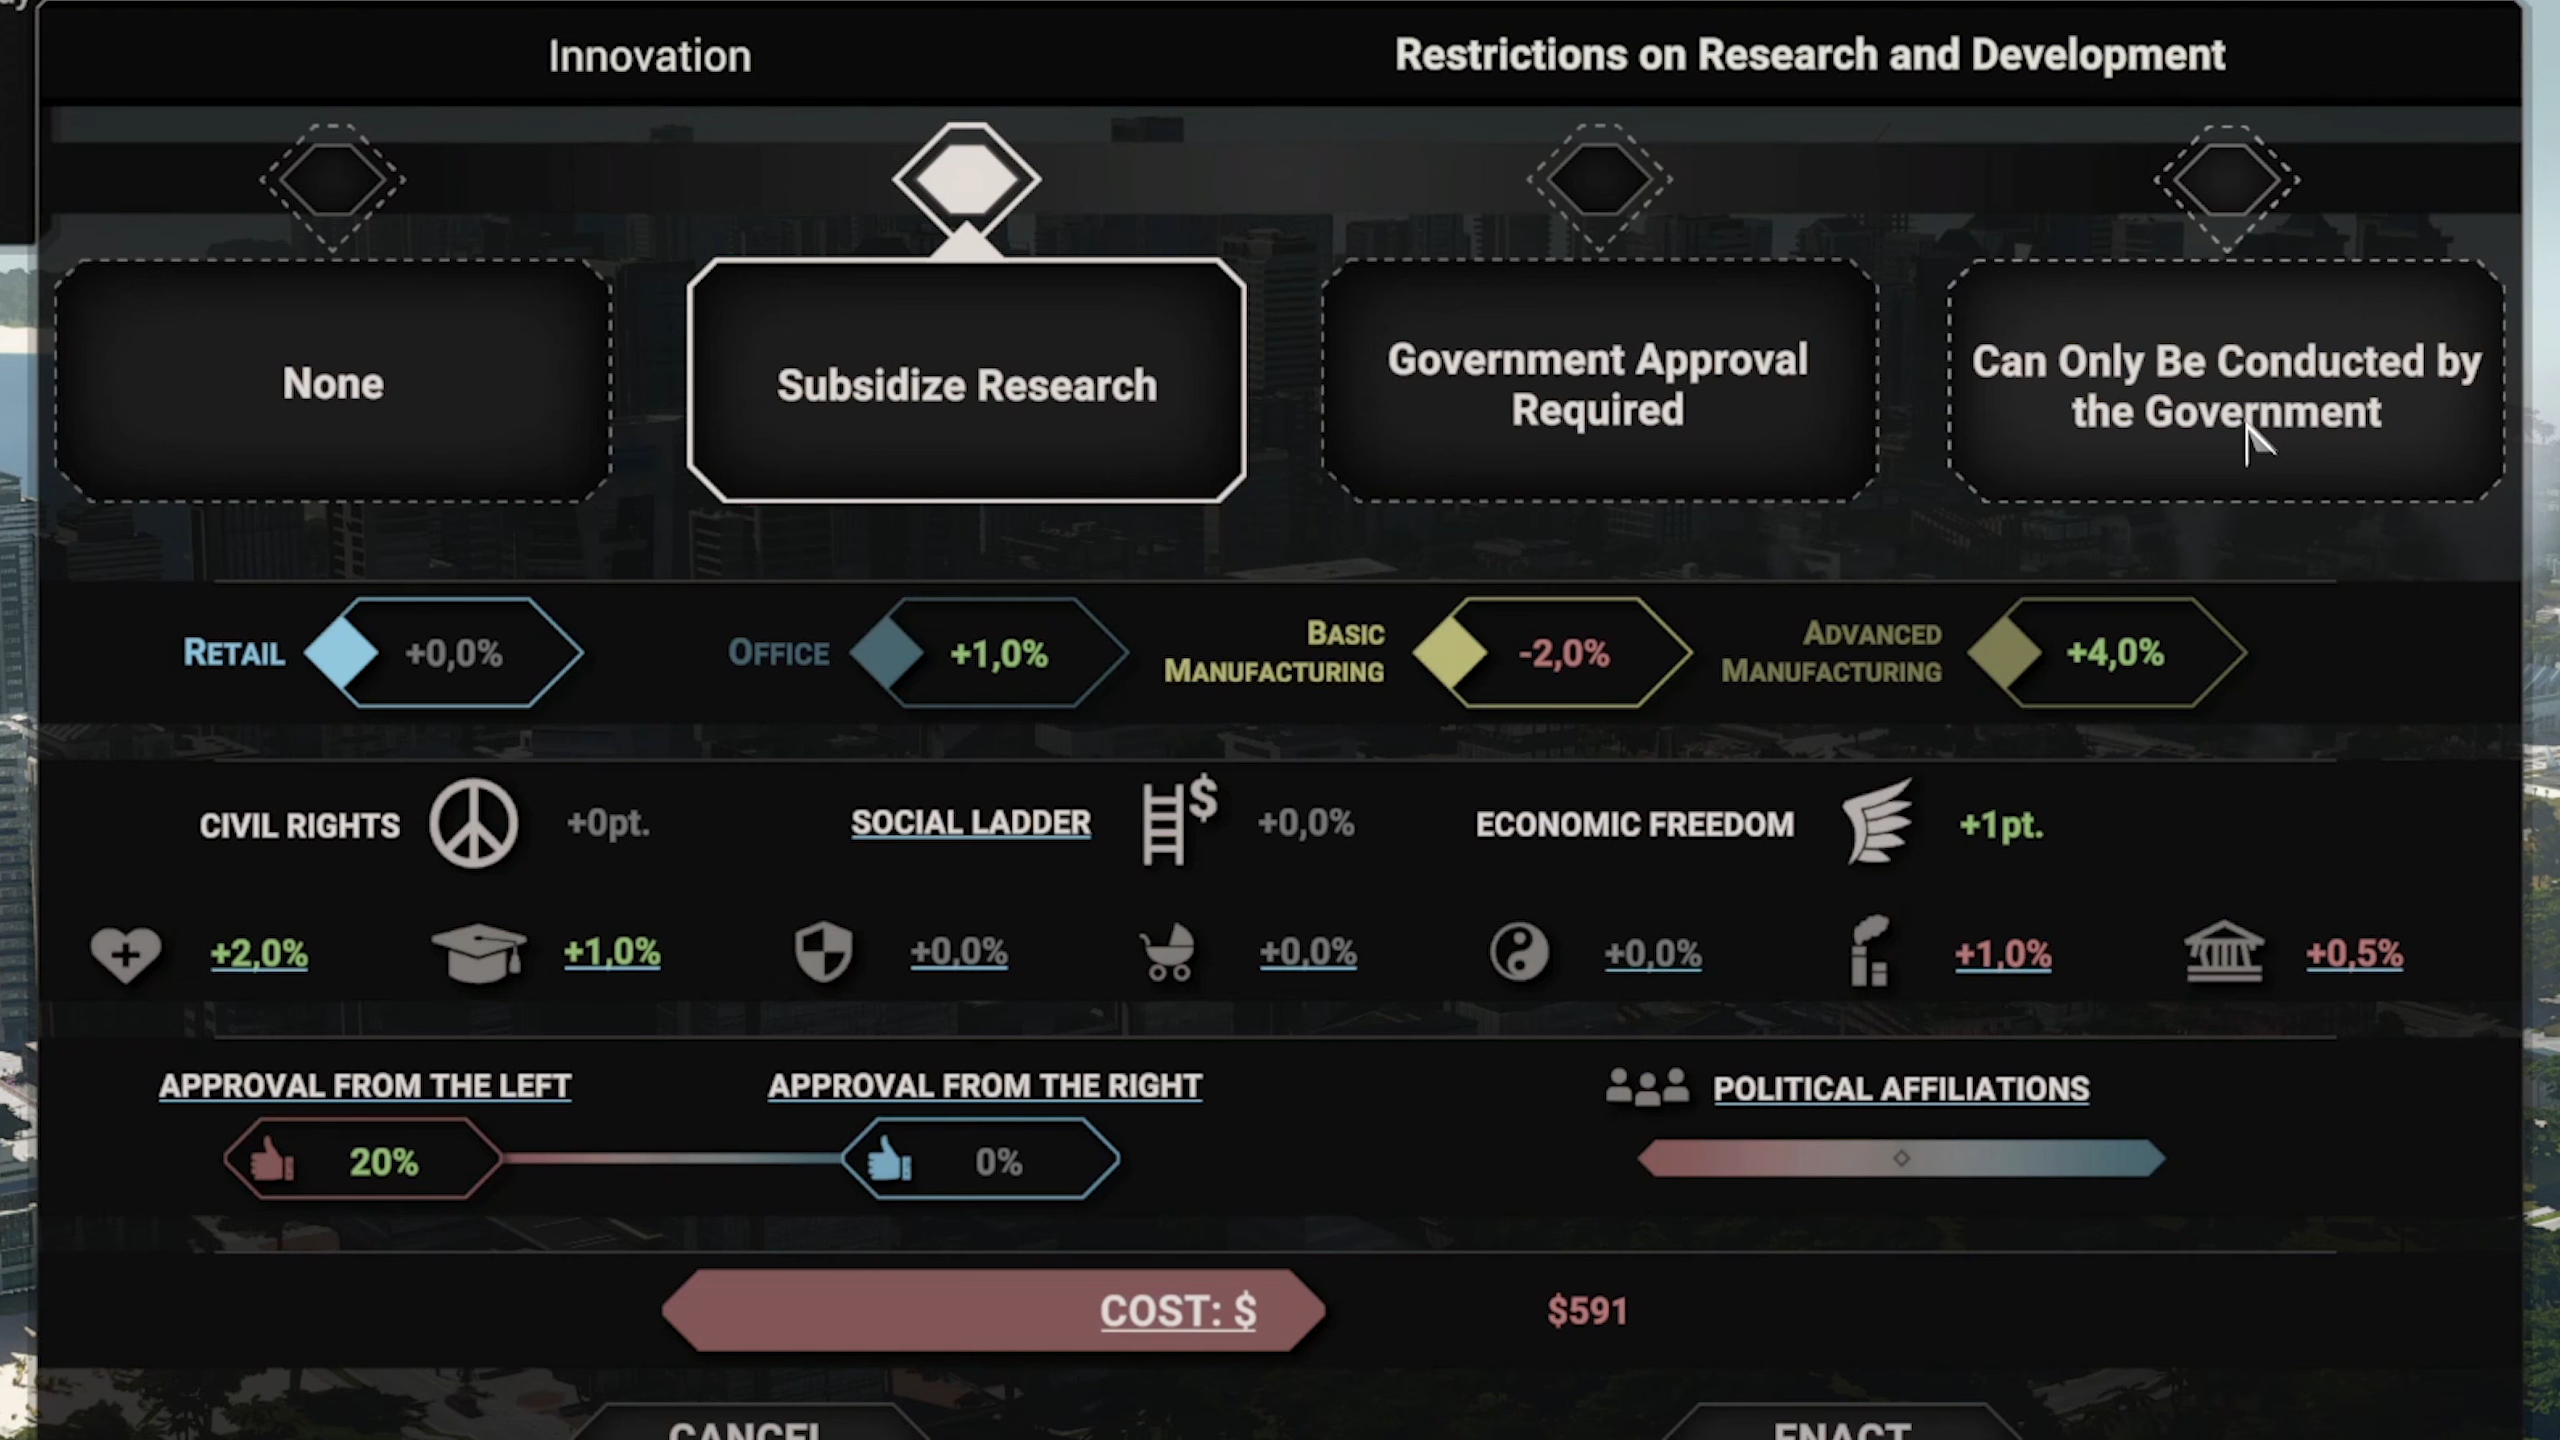 Innovation
Restrictions on Research and Development
None
Subsidize Research
Government Approval
Required
Can Only Be Conducted by
the Government
RETAIL
+0,0%
OFFICE
+1,0%
BASIC
MANUFACTURING
-2,0%
ADVANCED
MANUFACTURING
+4,0%
CIVIL RIGHTS
+0pt.
SOCIAL LADDER
$
+0,0%
ECONOMIC FREEDOM
+1pt.
+2,0%
+1,0%
+0,0%
+0,0%
+0,0%
+1,0%
+0,5%
APPROVAL FROM THE LEFT
20%
APPROVAL FROM THE RIGHT
0%
POLITICAL AFFILIATIONS
COST: $
$591
CANCEL
ENACT